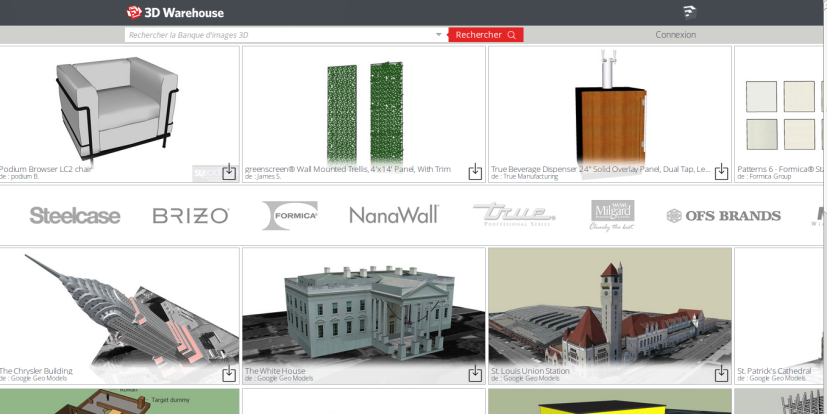 3D Warehouse
Rechercher la Banque d'images 3D
Rechercher
Connexion
Podium Browser LC2 chair
de : podium B.
greenscreen® Wall Mounted Trellis, 4'x14' Panel, With Trim
de : James S.
True Beverage Dispenser 24" Solid Overlay Panel, Dual Tap, Le...
de : True Manufacturing
Patterns 6 - Formica® St
de : Formica Group
Steelcase
BRIZO
FORMICA
NanaWall
True
PROFESSIONAL SERIES
Milgard
Clearly the best.
OFS BRANDS
The Chrysler Building
de : Google Geo Models
The White House
de : Google Geo Models
St. Louis Union Station
de : Google Geo Models
St. Patrick's Cathedral
de : Google Geo Models
Target dummy